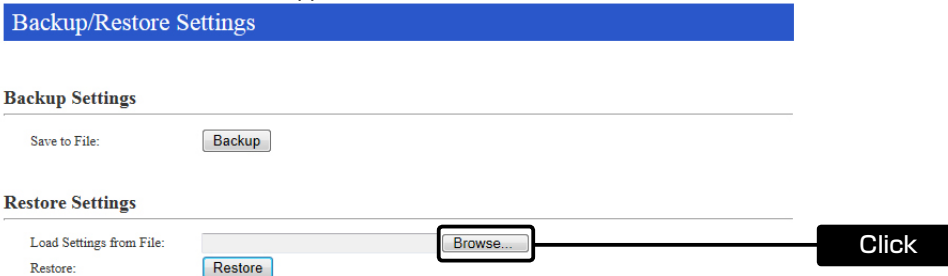 Backup/Restore Settings
Backup Settings
Save to File: Backup
Restore Settings
Load Settings from File: Browse... Click
Restore: Restore